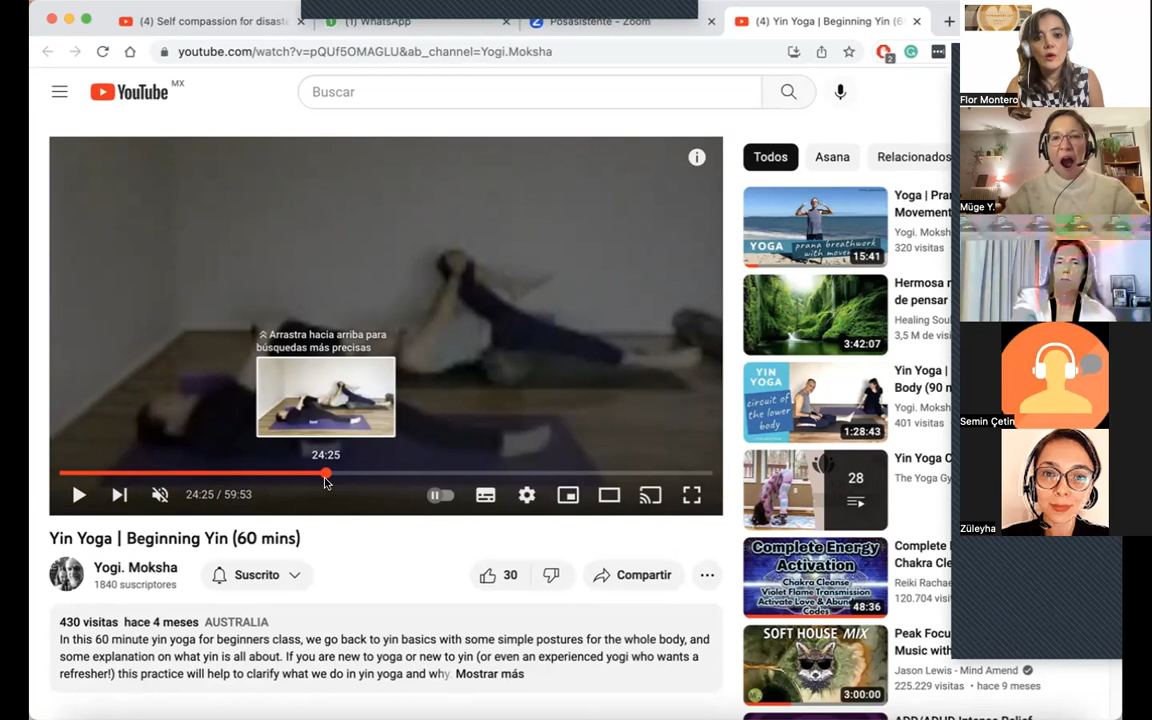 (4) Self compassion for disaste
(1) WhatsApp
Posasistente - Zoom
(4) Yin Yoga | Beginning Yin (6
youtube.com/watch?v=pQUf5OMAGLU&ab_channel=Yogi.Moksha
2
YouTube MX
Buscar
Todos
Asana
Relacionados
Arrastra hacia arriba para
búsquedas más precisas
24:25
24:25 / 59:53
Yin Yoga | Beginning Yin (60 mins)
Yogi. Moksha
1840 suscriptores
Suscrito
30
Compartir
430 visitas hace 4 meses AUSTRALIA
In this 60 minute yin yoga for beginners class, we go back to yin basics with some simple postures for the whole body, and
some explanation on what yin is all about. If you are new to yoga or new to yin (or even an experienced yogi who wants a
refresher!) this practice will help to clarify what we do in yin yoga and why. Mostrar más
YOGA
prana breathwork
with movem
15:41
Yoga | Pran
Movement
Yogi. Moksh
320 visitas
3:42:07
Hermosa n
de pensar
Healing Soul
3,5 M de visi
YIN
YOGA
circuit of
the lower
body
1:28:43
Yin Yoga |
Body (90 n
Yogi. Moksh
401 visitas
28
Yin Yoga C
The Yoga Gy
Complete Energy
Activation
Chakra Cleanse
Violet Flame Transmission
Activate Love & Abun
Codes
48:36
Complete
Chakra Cle
Reiki Rachae
120.704 visit
SOFT HOUSE MIX
3:00:00
Peak Focu
Music with
Jason Lewis - Mind Amend
225.229 visitas • hace 9 meses
ADD/ADHD Intense Relief
Flor Montero
Müge Y.
Semin Çetin
Züleyha